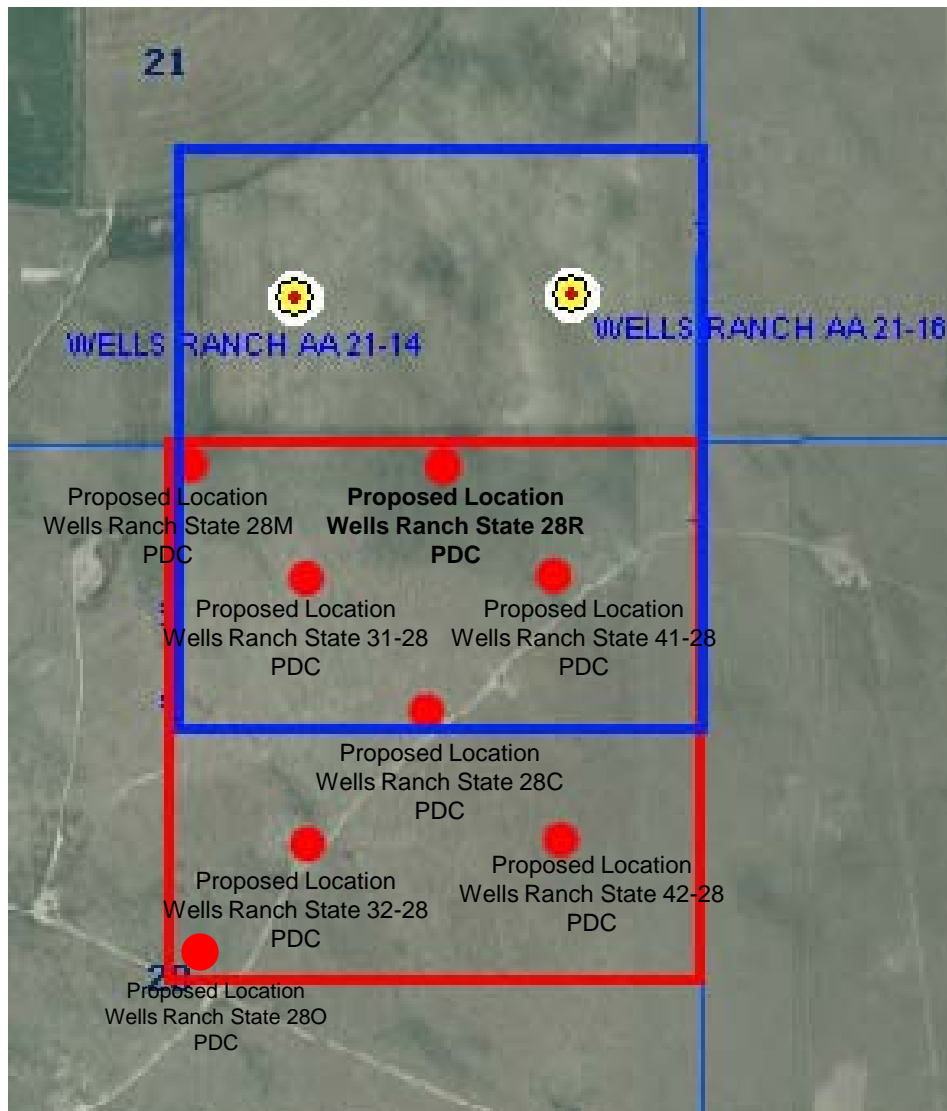 21
WELLS RANCH AA 21-14
WELLS RANCH AA 21-16
Proposed Location
Wells Ranch State 28M
PDC
Proposed Location
Wells Ranch State 28R
PDC
Proposed Location
Wells Ranch State 31-28
PDC
Proposed Location
Wells Ranch State 41-28
PDC
Proposed Location
Wells Ranch State 28C
PDC
Proposed Location
Wells Ranch State 32-28
PDC
Proposed Location
Wells Ranch State 42-28
PDC
Proposed Location
Wells Ranch State 28O
PDC